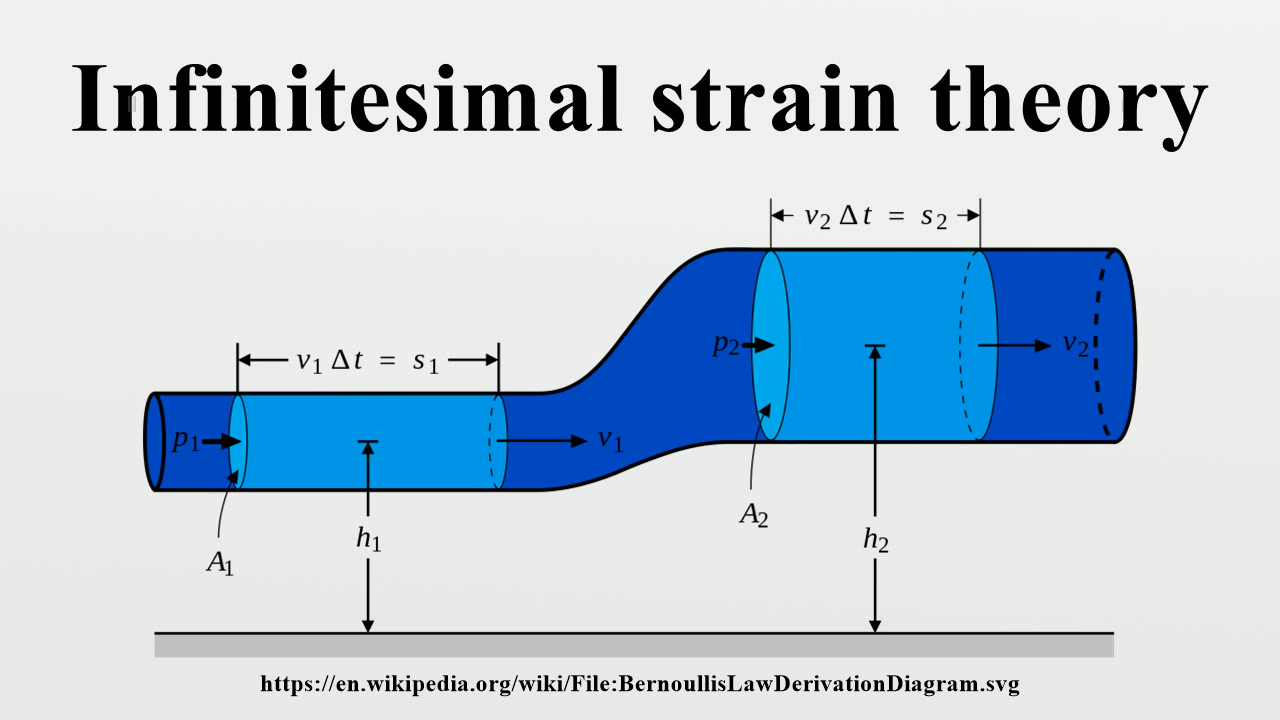 Infinitesimal strain theory
v₂ Δt = s₂
v₁ Δt = s₁
p₂
v₂
p₁
v₁
A₂
h₁
h₂
A₁
https://en.wikipedia.org/wiki/File:BernoullisLawDerivationDiagram.svg